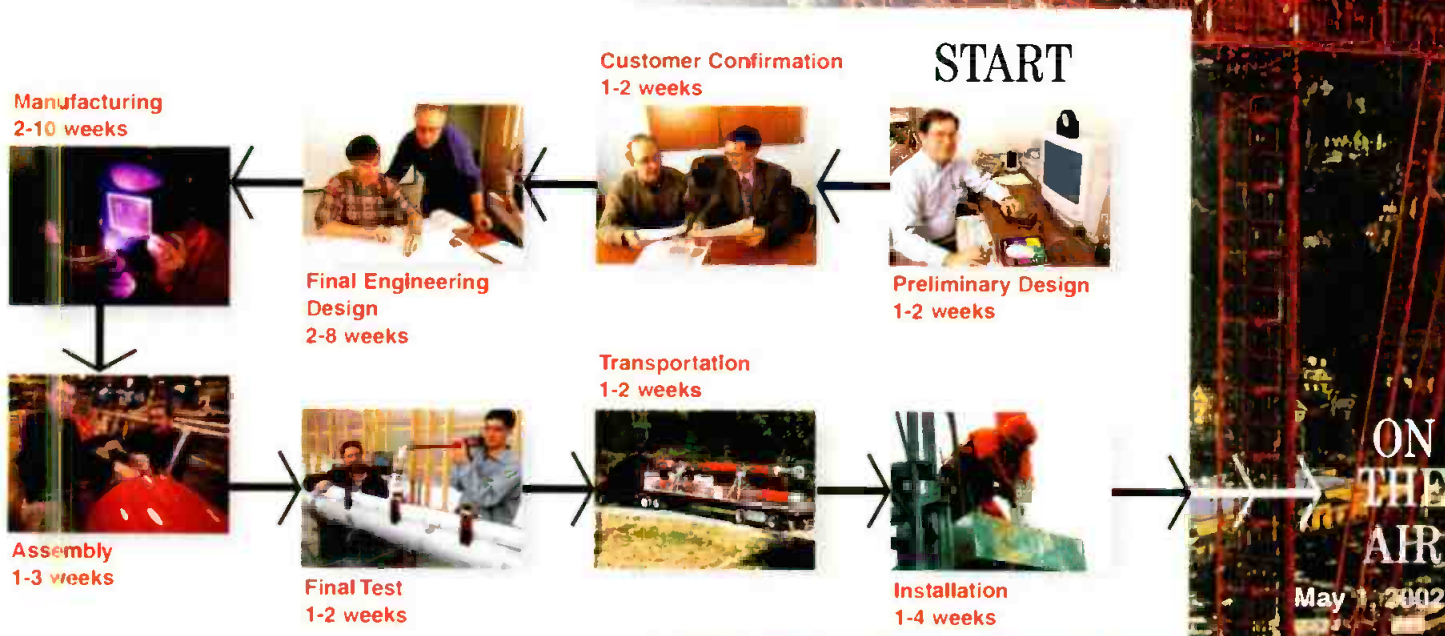 START
Preliminary Design
1-2 weeks
Customer Confirmation
1-2 weeks
Final Engineering
Design
2-8 weeks
Manufacturing
2-10 weeks
Assembly
1-3 weeks
Final Test
1-2 weeks
Transportation
1-2 weeks
Installation
1-4 weeks
ON
THE
AIR
May 1, 2002